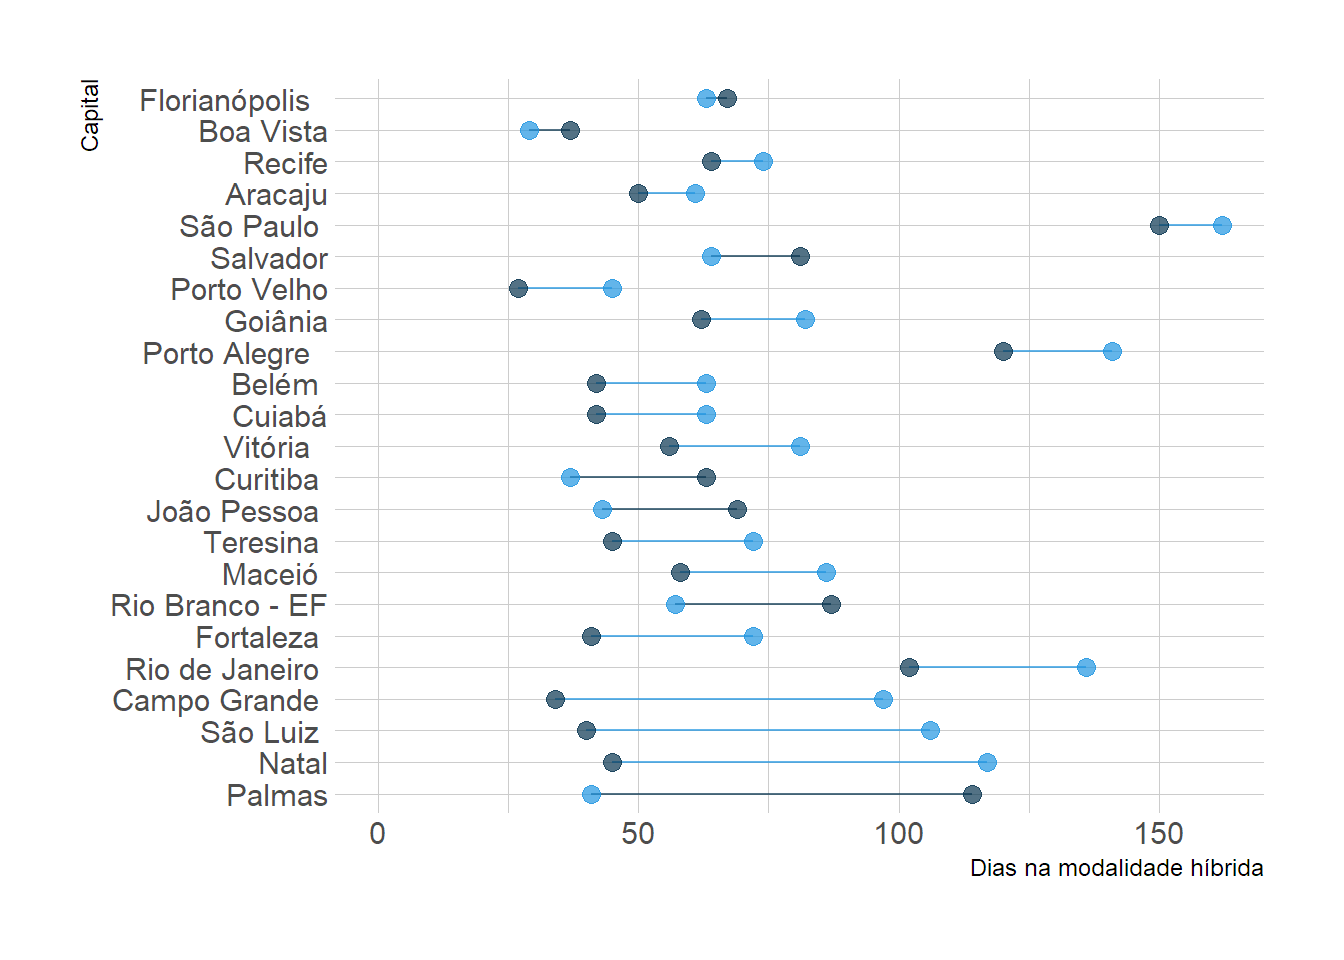 Capital
Florianópolis
Boa Vista
Recife
Aracaju
São Paulo
Salvador
Porto Velho
Goiânia
Porto Alegre
Belém
Cuiabá
Vitória
Curitiba
João Pessoa
Teresina
Maceió
Rio Branco - EF
Fortaleza
Rio de Janeiro
Campo Grande
São Luiz
Natal
Palmas
0 50 100 150
Dias na modalidade híbrida